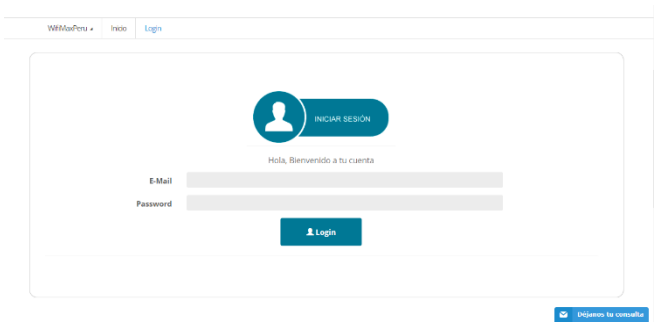 WifiMaxPeru Inicio Login
INICIAR SESIÓN
Hola, Bienvenido a tu cuenta
E-Mail
Password
Login
Déjanos tu consulta